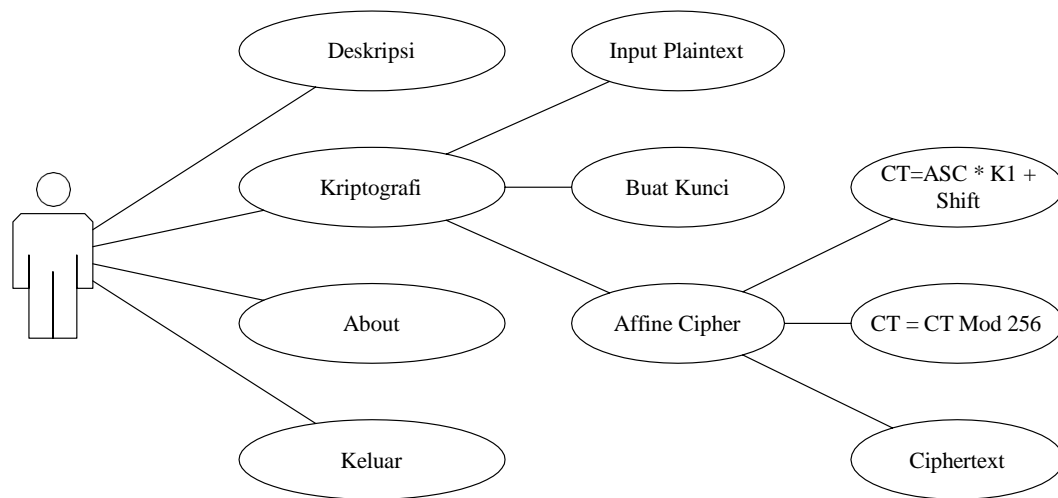 Deskripsi
Input Plaintext
Kriptografi
Buat Kunci
CT=ASC * K1 +
Shift
About
Affine Cipher
CT = CT Mod 256
Keluar
Ciphertext